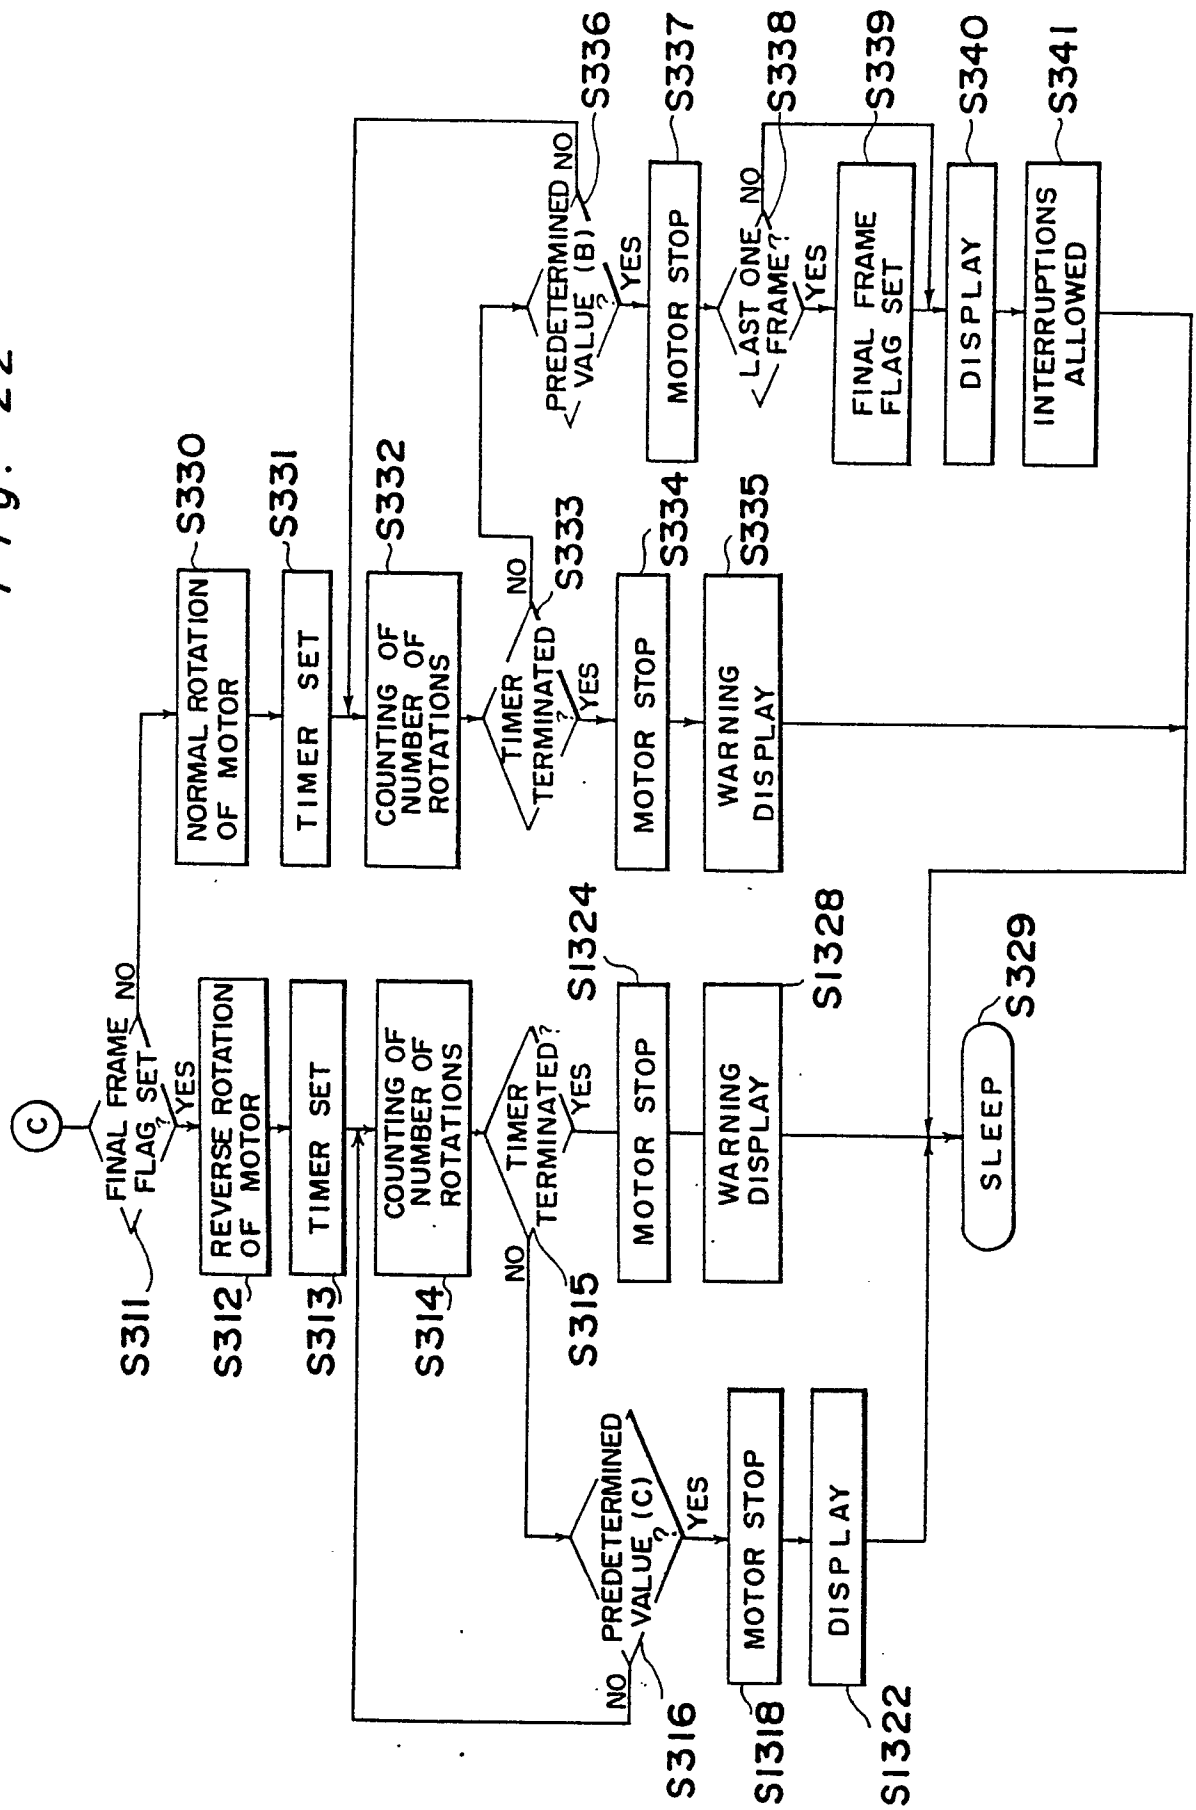 Fig. 22
C
FINAL FRAME
FLAG SET
?
NO
YES
S311
REVERSE ROTATION
OF MOTOR
S312
TIMER SET
S313
COUNTING OF
NUMBER OF
ROTATIONS
S314
TIMER
TERMINATED?
NO
YES
S315
PREDETERMINED
VALUE (C)
?
NO
YES
S316
MOTOR STOP
S1318
DISPLAY
S1322
MOTOR STOP
S1324
WARNING
DISPLAY
S1328
SLEEP
S329
NORMAL ROTATION
OF MOTOR
S330
TIMER SET
S331
COUNTING OF
NUMBER OF
ROTATIONS
S332
TIMER
TERMINATED
?
NO
YES
S333
MOTOR STOP
S334
WARNING
DISPLAY
S335
PREDETERMINED
VALUE (B)
?
NO
YES
S336
MOTOR STOP
S337
LAST ONE
FRAME?
NO
YES
S338
FINAL FRAME
FLAG SET
S339
DISPLAY
S340
INTERRUPTIONS
ALLOWED
S341